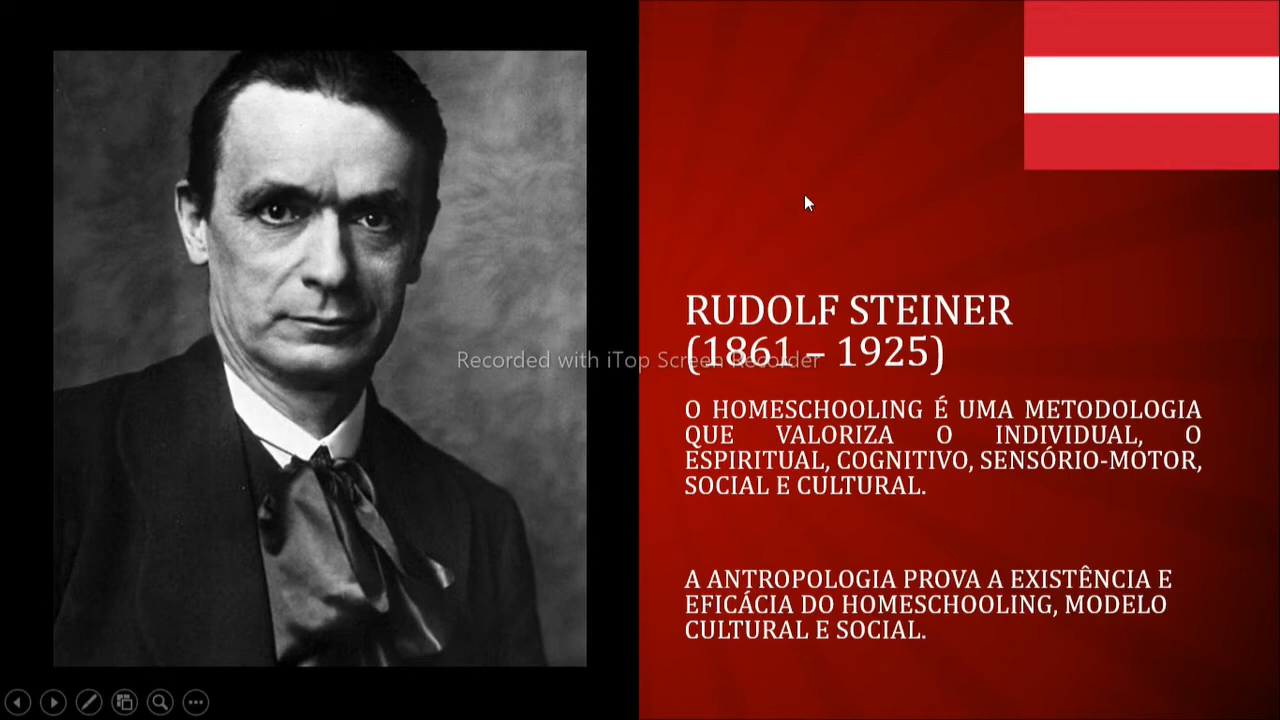 RUDOLF STEINER
(1861 – 1925)
Recorded with iTop Screen Recorder
O HOMESCHOOLING É UMA METODOLOGIA
QUE VALORIZA O INDIVIDUAL, O
ESPIRITUAL, COGNITIVO, SENSÓRIO-MOTOR,
SOCIAL E CULTURAL.
A ANTROPOLOGIA PROVA A EXISTÊNCIA E
EFICÁCIA DO HOMESCHOOLING, MODELO
CULTURAL E SOCIAL.